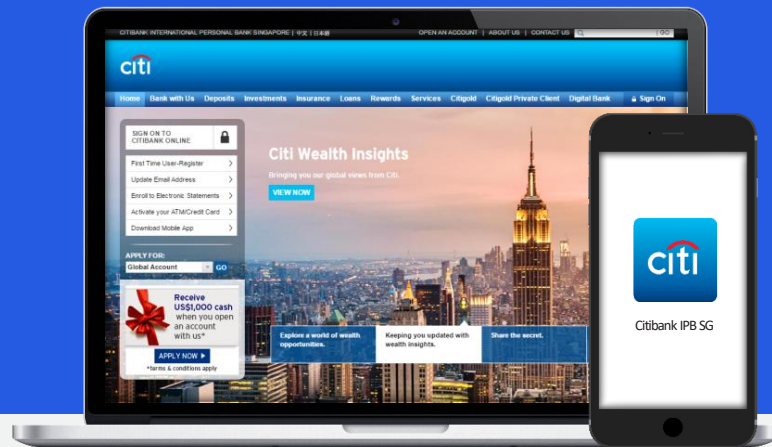 CITIBANK INTERNATIONAL PERSONAL BANK SINGAPORE | 中文 | 日本語
OPEN AN ACCOUNT | ABOUT US | CONTACT US
GO
citi
Home Bank with Us Deposits Investments Insurance Loans Rewards Services Citigold Citigold Private Client Digital Bank Sign On
SIGN ON TO
CITIBANK ONLINE
First Time User-Register
Update Email Address
Enroll to Electronic Statements
Activate your ATM/Credit Card
Download Mobile App
APPLY FOR:
Global Account GO
Receive
US$1,000 cash
when you open
an account
with us*
APPLY NOW
*terms & conditions apply
Citi Wealth Insights
Bringing you our global views from Citi.
VIEW NOW
Explore a world of wealth
opportunities.
Keeping you updated with
wealth insights.
Share the secret.
citi
Citibank IPB SG